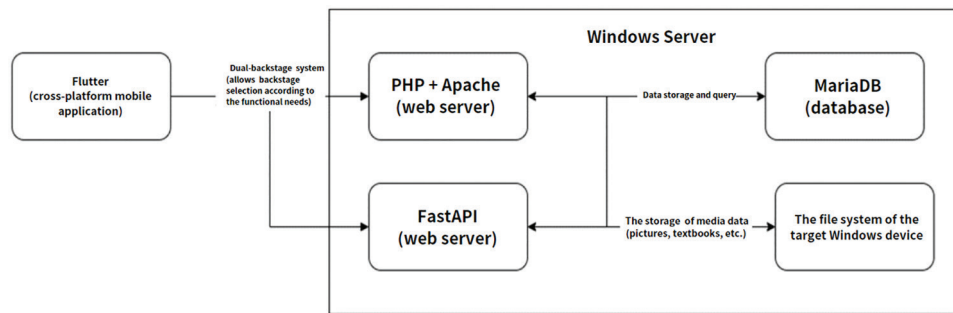 Windows Server
Flutter
(cross-platform mobile
application)
Dual-backstage system
(allows backstage
selection according to
the functional needs)
PHP + Apache
(web server)
Data storage and query
MariaDB
(database)
FastAPI
(web server)
The storage of media data
(pictures, textbooks, etc.)
The file system of the
target Windows device